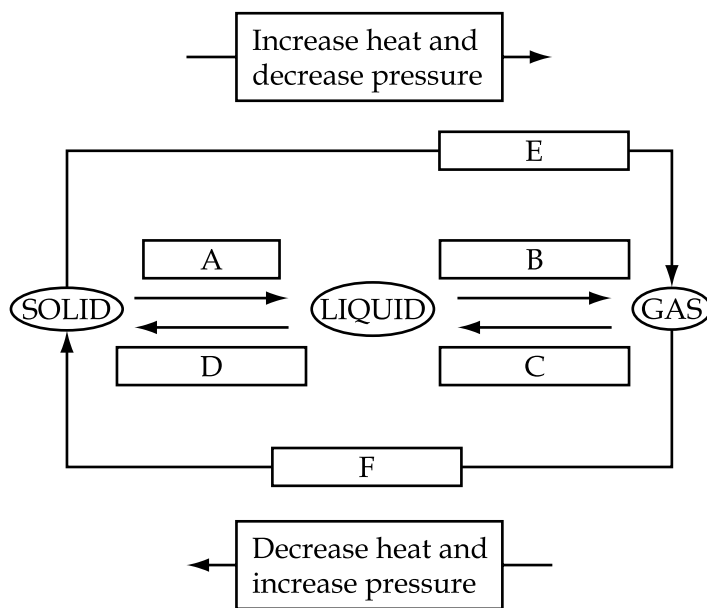 Increase heat and
decrease pressure
E
A
B
SOLID
LIQUID
GAS
D
C
F
Decrease heat and
increase pressure